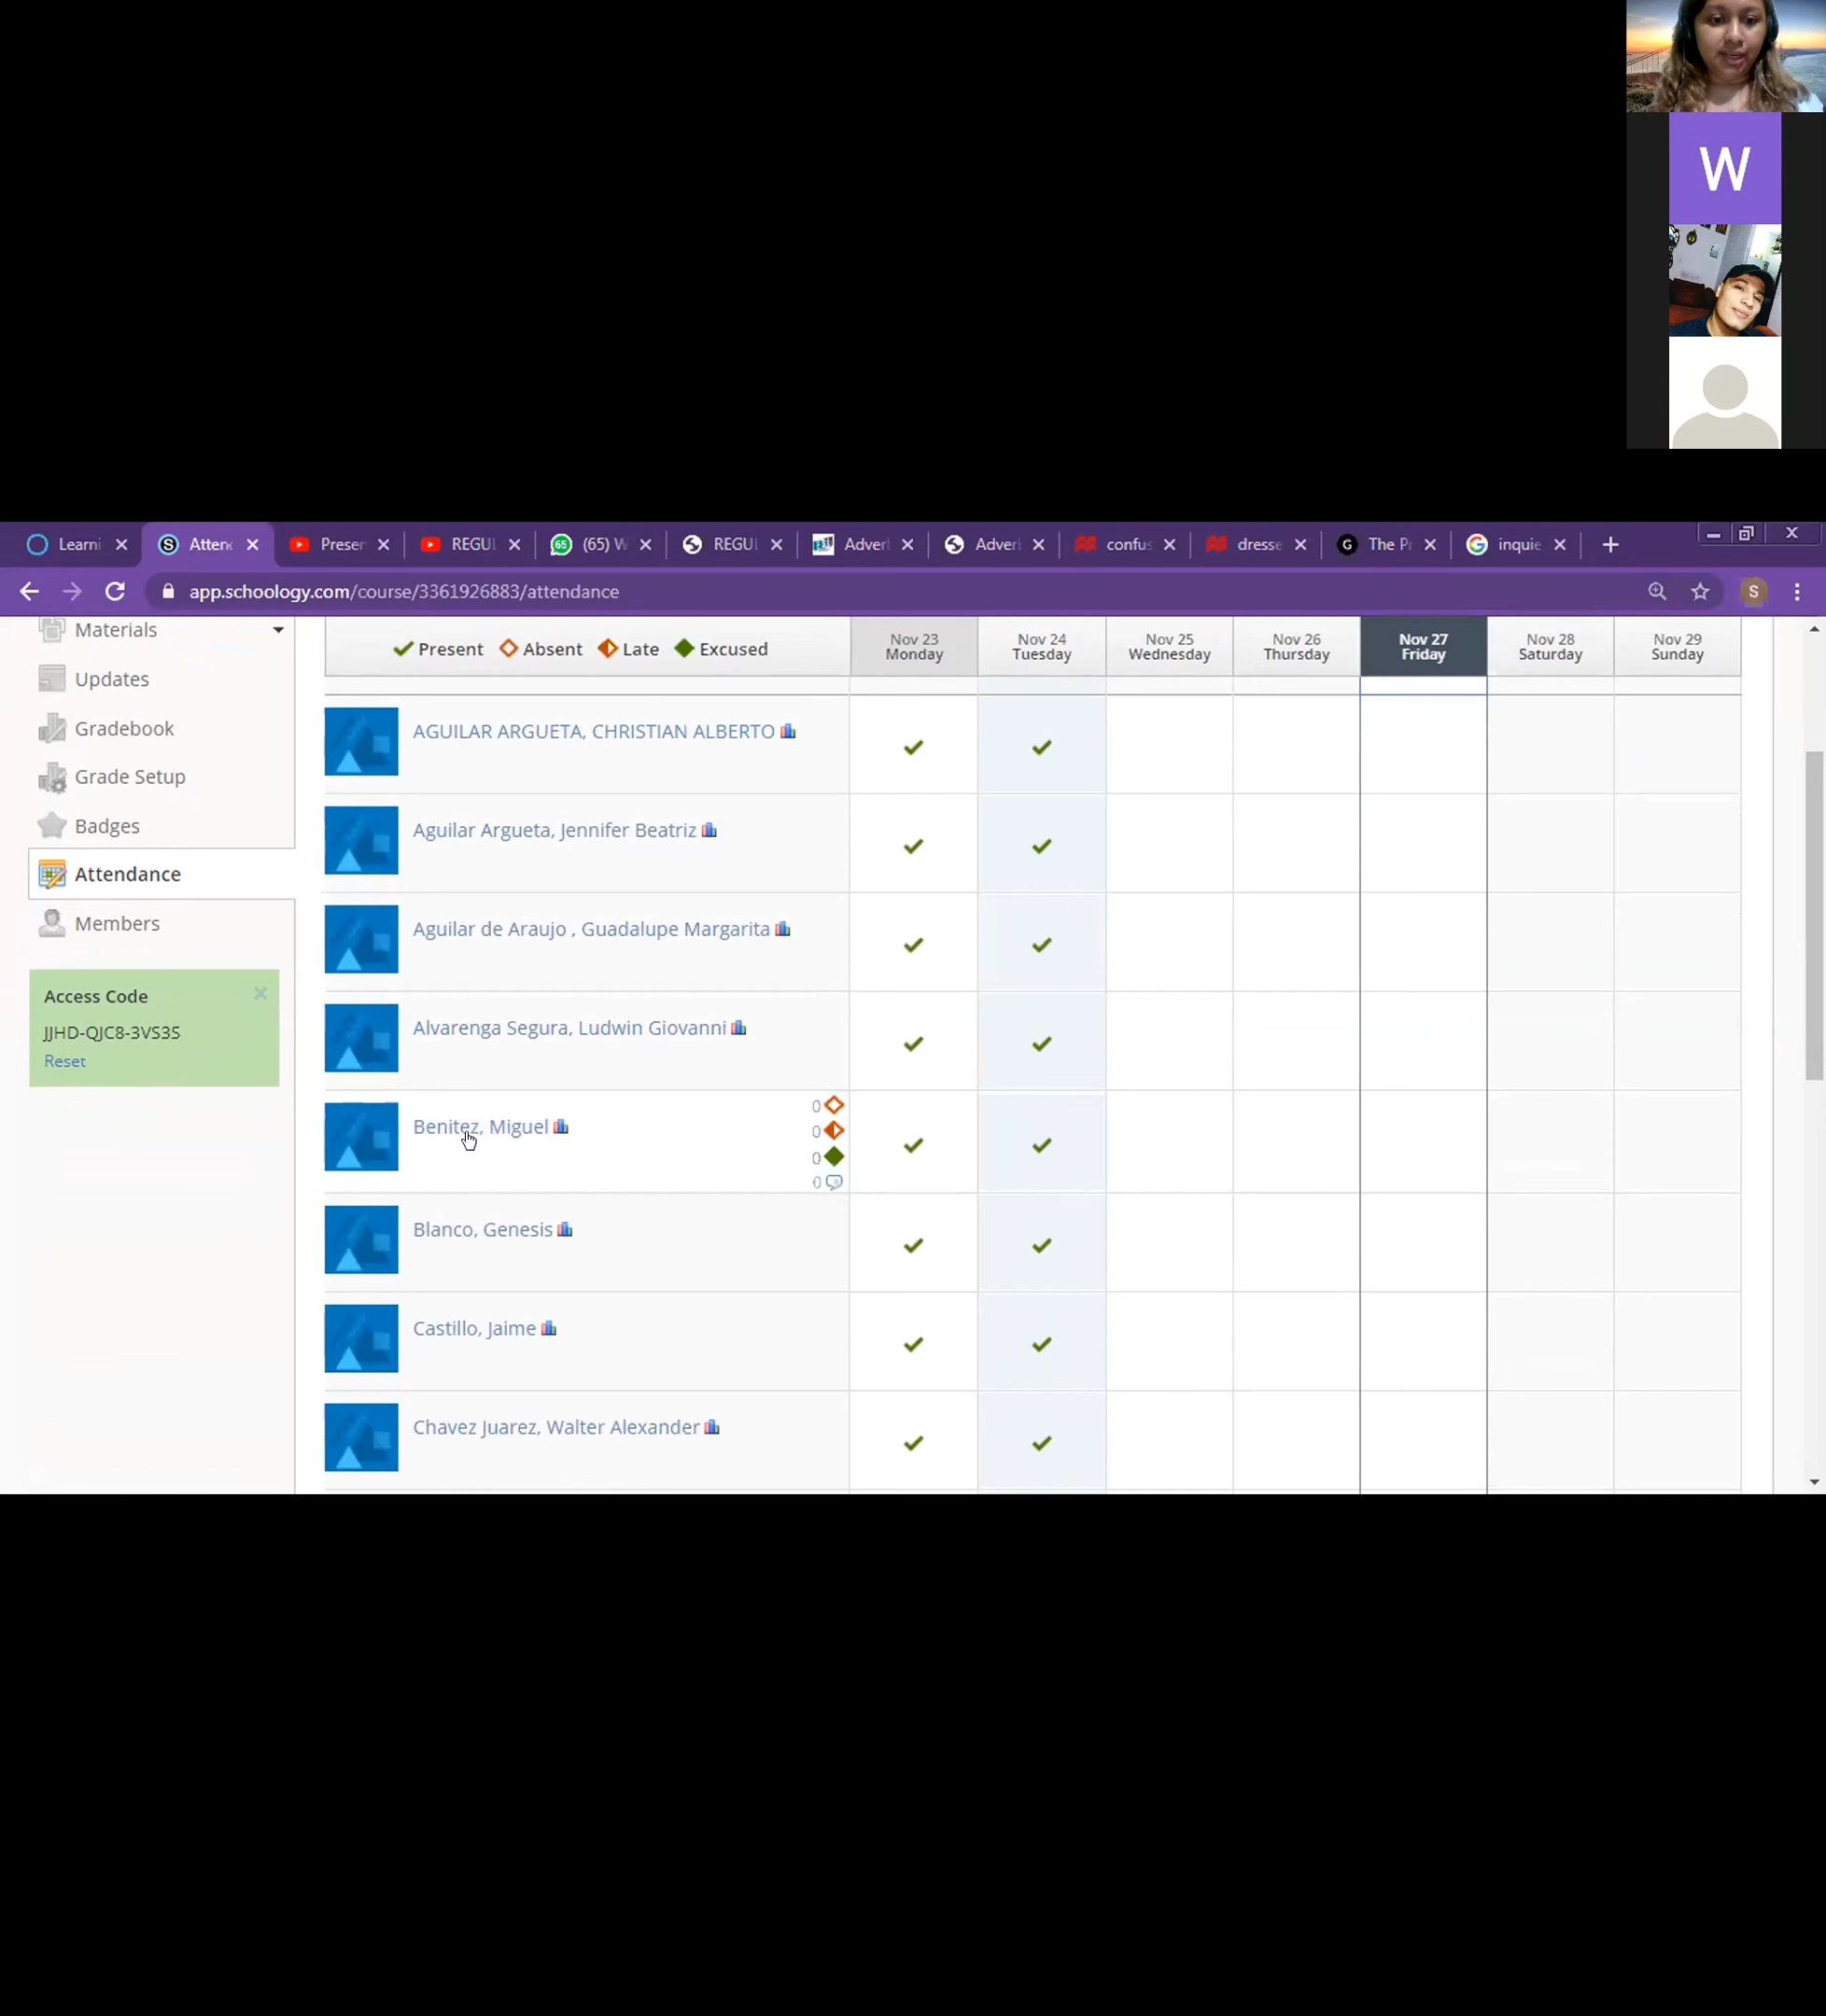 W
Learni
Atten
Preser
REGUI
65
(65) W
REGUI
Adver
Adver
confus
dresse
G
The P
inquie
app.schoology.com/course/3361926883/attendance
S
Materials
Updates
Gradebook
Grade Setup
Badges
Attendance
Members
Access Code
JJHD-QJC8-3VS3S
Reset
Present Absent Late Excused
Nov 23 Monday
Nov 24 Tuesday
Nov 25 Wednesday
Nov 26 Thursday
Nov 27 Friday
Nov 28 Saturday
Nov 29 Sunday
AGUILAR ARGUETA, CHRISTIAN ALBERTO
Aguilar Argueta, Jennifer Beatriz
Aguilar de Araujo , Guadalupe Margarita
Alvarenga Segura, Ludwin Giovanni
Benitez, Miguel
0
0
0
0
Blanco, Genesis
Castillo, Jaime
Chavez Juarez, Walter Alexander